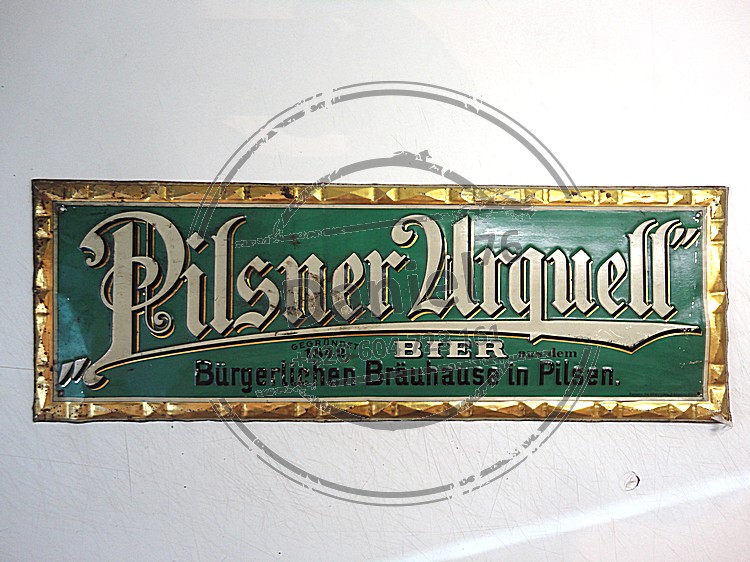 „Pilsner Urquell”
GEGRÜNDET 1842 BIER Aus dem
Bürgerlichen Bräuhause in Pilsen.